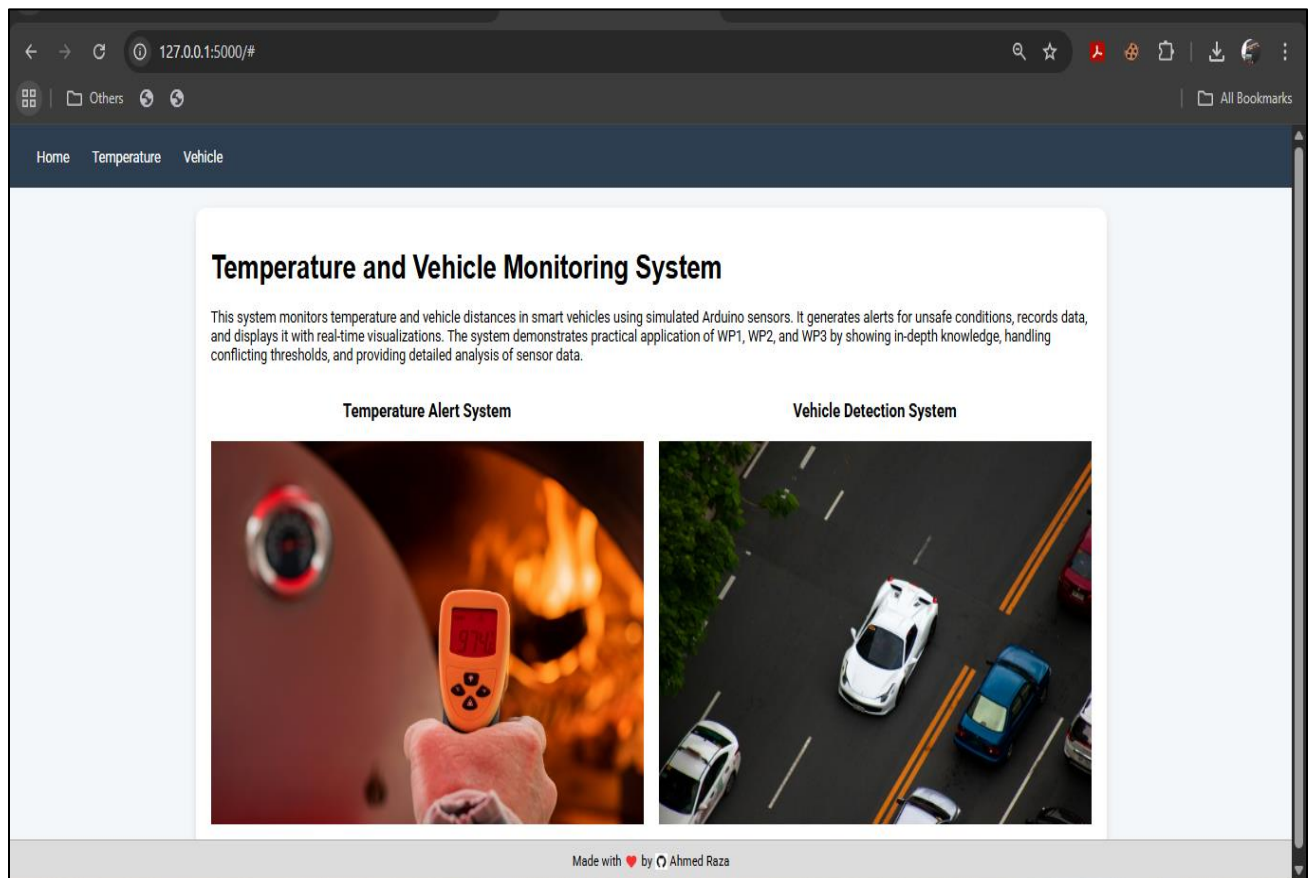 127.0.0.1:5000/#
Others
All Bookmarks
Home Temperature Vehicle
Temperature and Vehicle Monitoring System
This system monitors temperature and vehicle distances in smart vehicles using simulated Arduino sensors. It generates alerts for unsafe conditions, records data,
and displays it with real-time visualizations. The system demonstrates practical application of WP1, WP2, and WP3 by showing in-depth knowledge, handling
conflicting thresholds, and providing detailed analysis of sensor data.
Temperature Alert System
Vehicle Detection System
Made with ❤ by Ahmed Raza